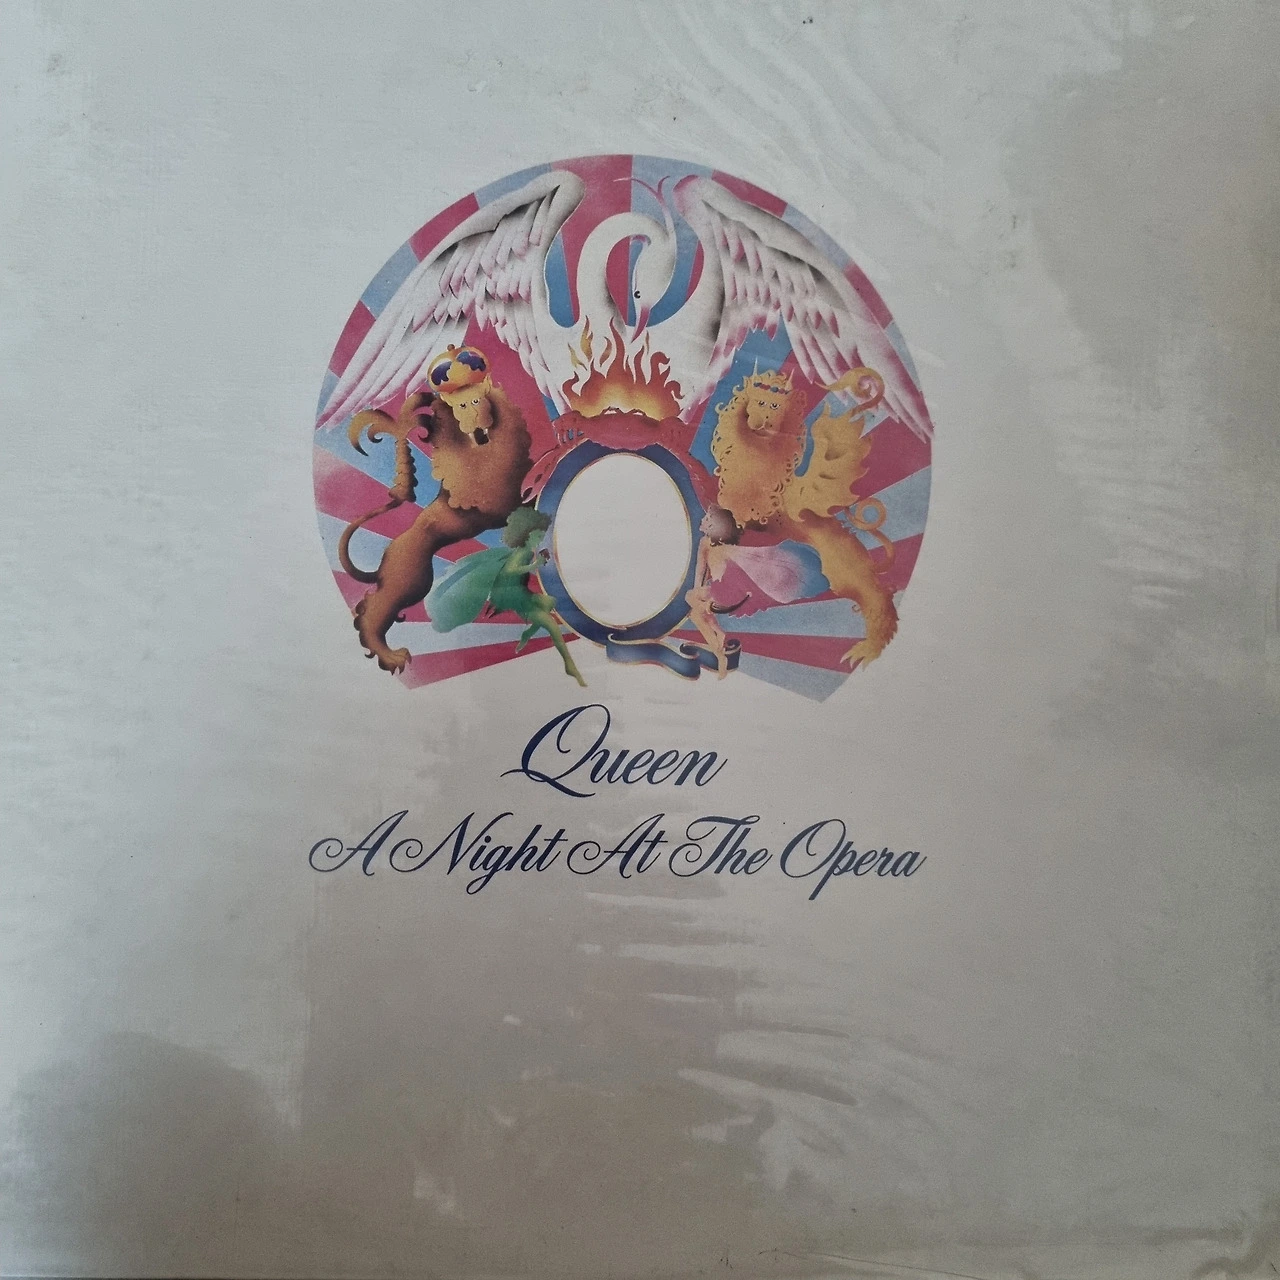 Queen
A Night At The Opera